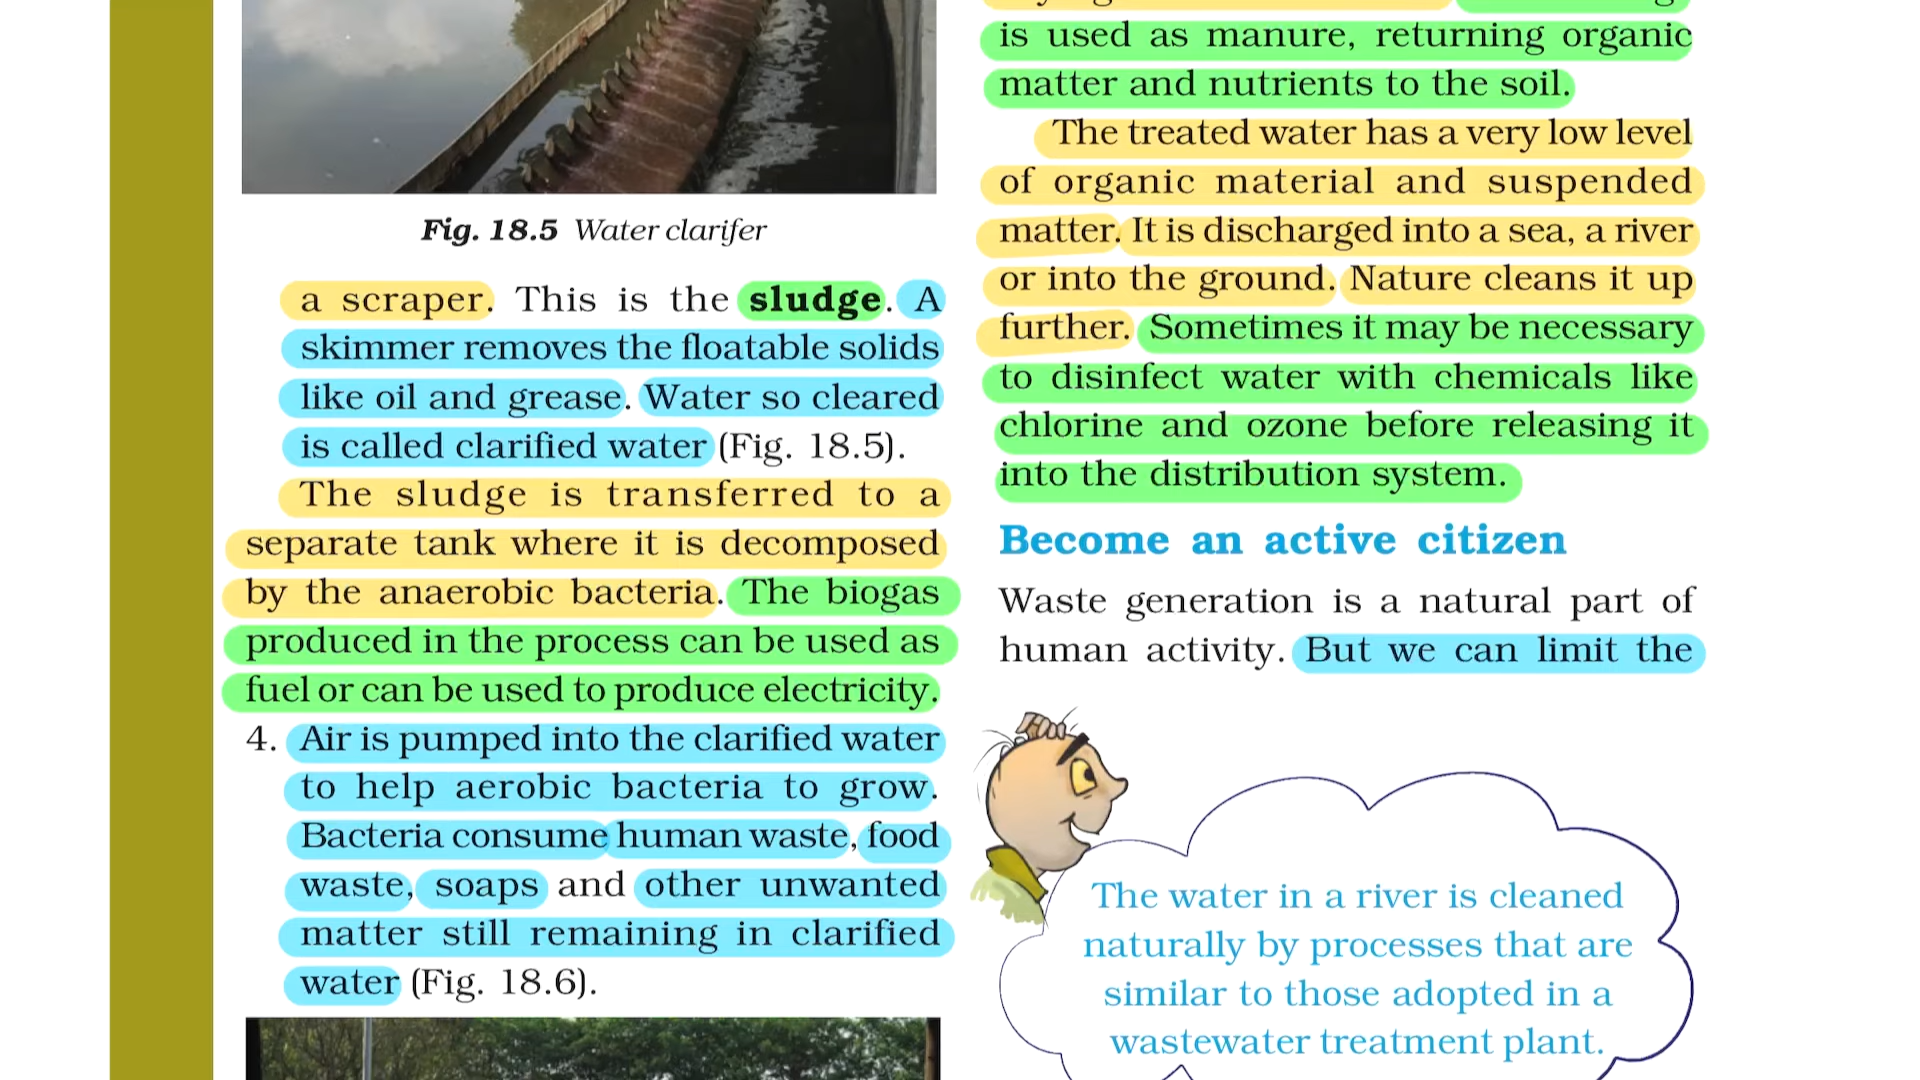 Fig. 18.5 Water clarifer
a scraper. This is the sludge. A
skimmer removes the floatable solids
like oil and grease. Water so cleared
is called clarified water (Fig. 18.5).
The sludge is transferred to a
separate tank where it is decomposed
by the anaerobic bacteria. The biogas
produced in the process can be used as
fuel or can be used to produce electricity.
4. Air is pumped into the clarified water
to help aerobic bacteria to grow.
Bacteria consume human waste, food
waste, soaps and other unwanted
matter still remaining in clarified
water (Fig. 18.6).
is used as manure, returning organic
matter and nutrients to the soil.
The treated water has a very low level
of organic material and suspended
matter. It is discharged into a sea, a river
or into the ground. Nature cleans it up
further. Sometimes it may be necessary
to disinfect water with chemicals like
chlorine and ozone before releasing it
into the distribution system.
Become an active citizen
Waste generation is a natural part of
human activity. But we can limit the
The water in a river is cleaned
naturally by processes that are
similar to those adopted in a
wastewater treatment plant.